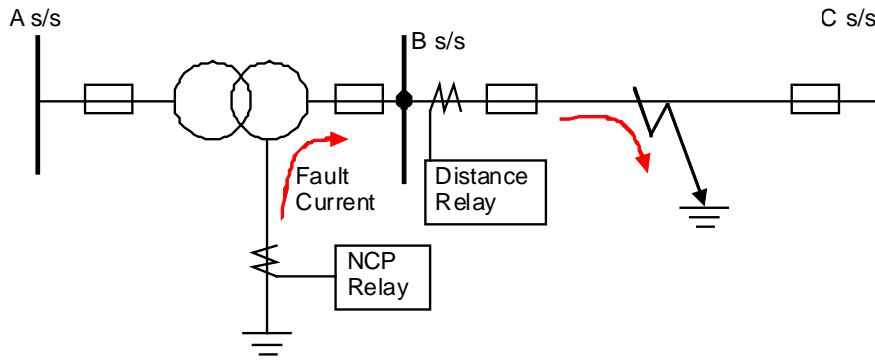 A s/s
B s/s
C s/s
Fault
Current
Distance
Relay
NCP
Relay